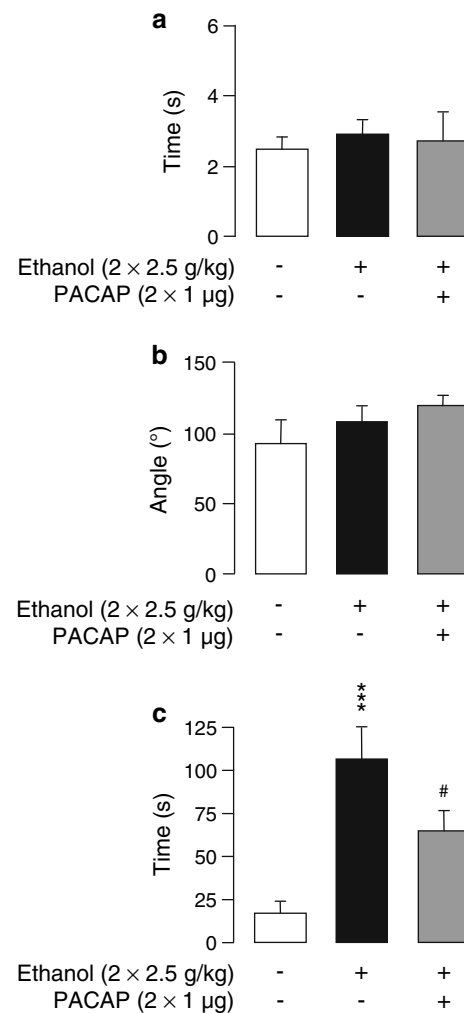 a
6
4
2
0
Time (s)
Ethanol (2 × 2.5 g/kg) - + +
PACAP (2 × 1 µg) - - +
b
150
100
50
0
Angle (°)
Ethanol (2 × 2.5 g/kg) - + +
PACAP (2 × 1 µg) - - +
c
***
#
125
100
75
50
25
0
Time (s)
Ethanol (2 × 2.5 g/kg) - + +
PACAP (2 × 1 µg) - - +